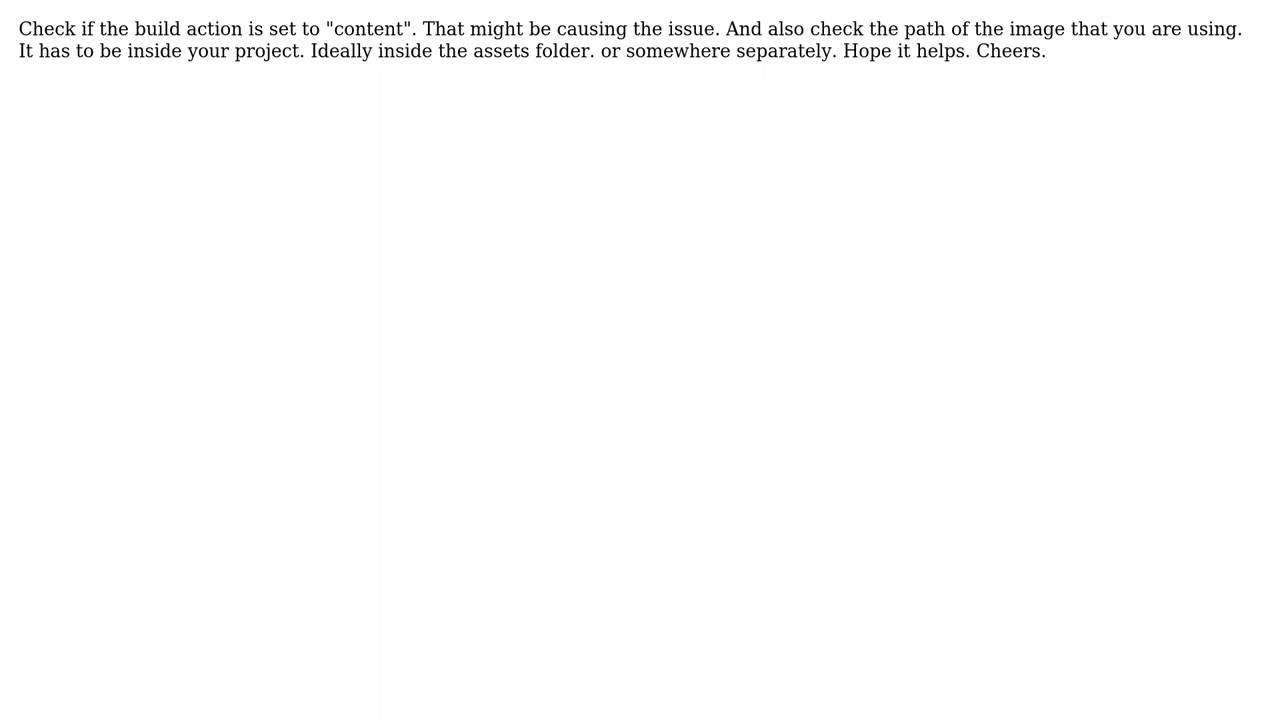 Check if the build action is set to "content". That might be causing the issue. And also check the path of the image that you are using.
It has to be inside your project. Ideally inside the assets folder. or somewhere separately. Hope it helps. Cheers.